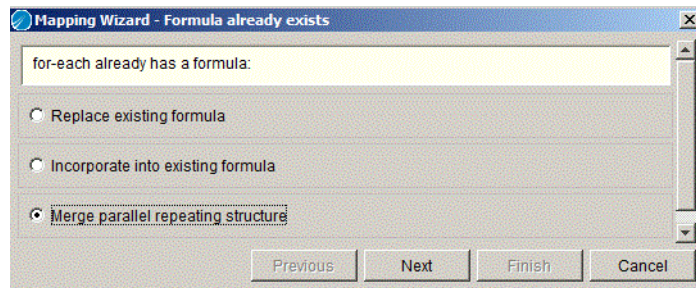 Mapping Wizard - Formula already exists
for-each already has a formula:
Replace existing formula
Incorporate into existing formula
Merge parallel repeating structure
Previous Next Finish Cancel